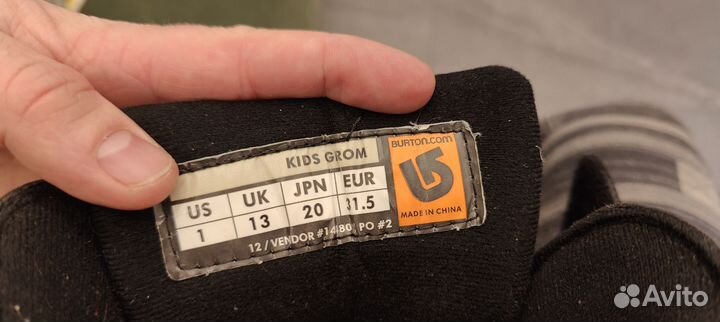 KIDS GROM
US UK JPN EUR
1 13 20 31.5
12 / VENDOR #1480 PO #2
BURTON.COM
MADE IN CHINA
Avito